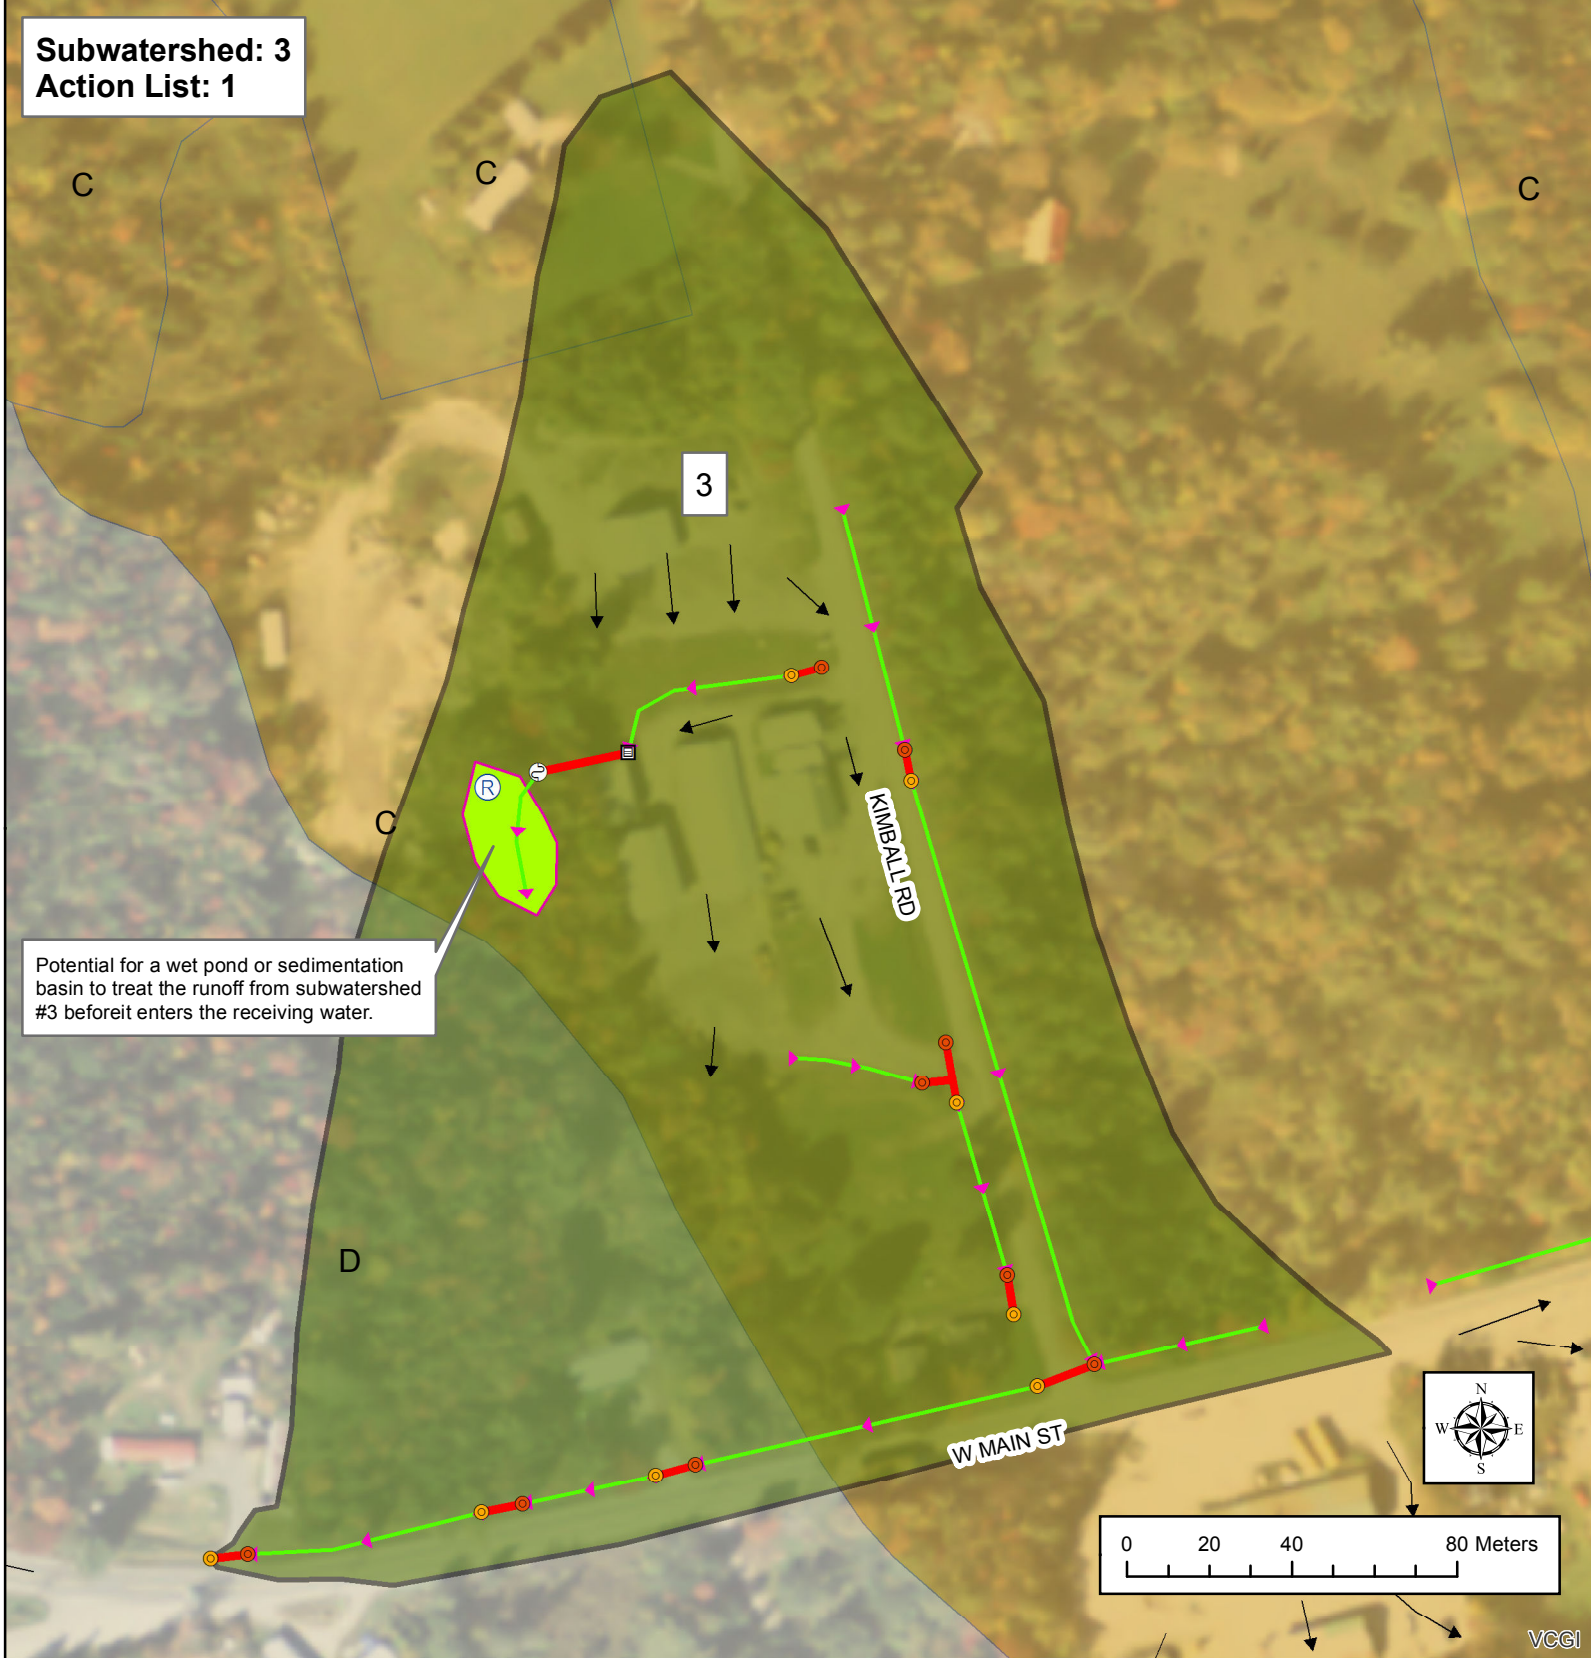 Subwatershed: 3
Action List: 1
C
C
C
3
R
C
KIMBALL RD
Potential for a wet pond or sedimentation
basin to treat the runoff from subwatershed
#3 beforeit enters the receiving water.
D
W MAIN ST
N
W E
S
0 20 40 80 Meters
VCGI